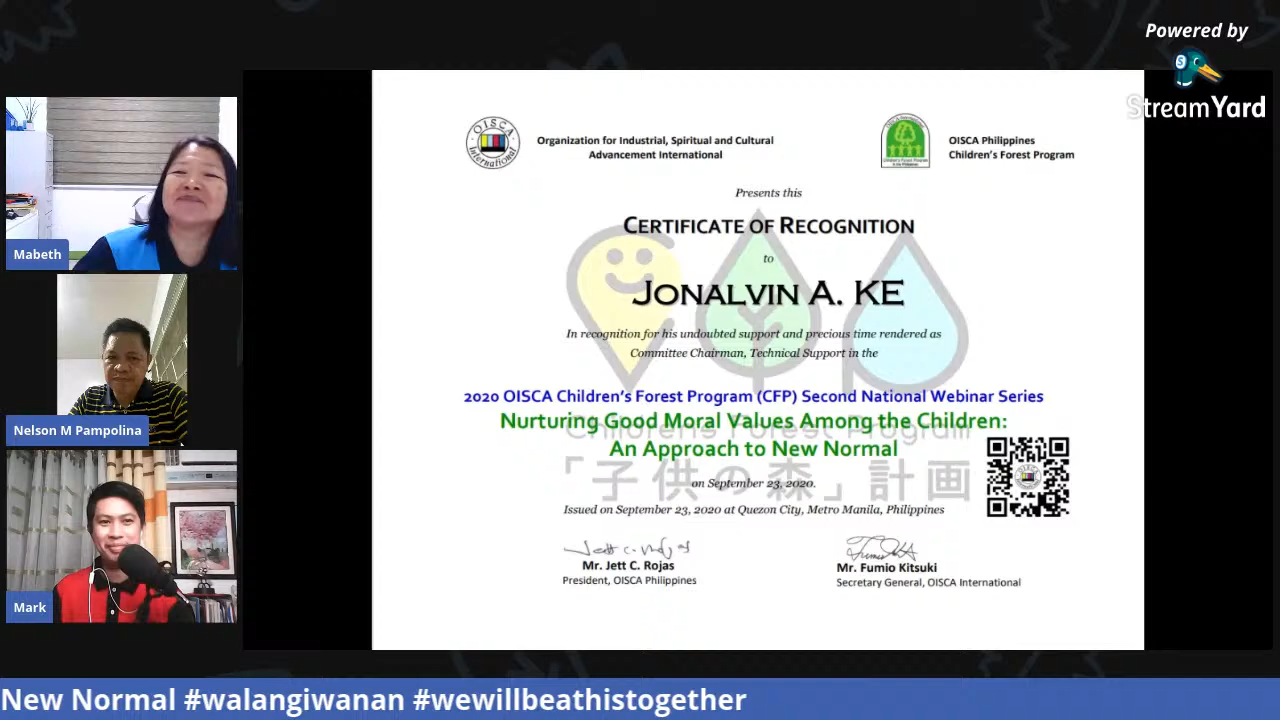 Powered by
StreamYard
Mabeth
Nelson M Pampolina
Mark
OISCA
International
Organization for Industrial, Spiritual and Cultural
Advancement International
OISCA Philippines
Children's Forest Program
Presents this
CERTIFICATE OF RECOGNITION
to
JONALVIN A. KE
In recognition for his undoubted support and precious time rendered as
Committee Chairman, Technical Support in the
2020 OISCA Children's Forest Program (CFP) Second National Webinar Series
Nurturing Good Moral Values Among the Children:
Children's Forest Program
An Approach to New Normal
「子供の森」計画
on September 23, 2020.
Issued on September 23, 2020 at Quezon City, Metro Manila, Philippines
Mr. Jett C. Rojas
President, OISCA Philippines
Mr. Fumio Kitsuki
Secretary General, OISCA International
New Normal #walangiwanan #wewillbeathistogether